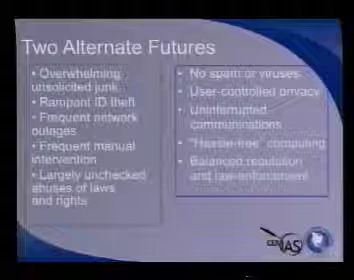 Two Alternate Futures
• Overwhelming
unsolicited junk
• Rampant ID theft
• Frequent network
outages
• Frequent manual
intervention
• Largely unchecked
abuses of laws
and rights
• No spam or viruses
• User-controlled privacy
• Uninterrupted
communications
• "Hassle-free" computing
• Balanced regulation
and law-enforcement